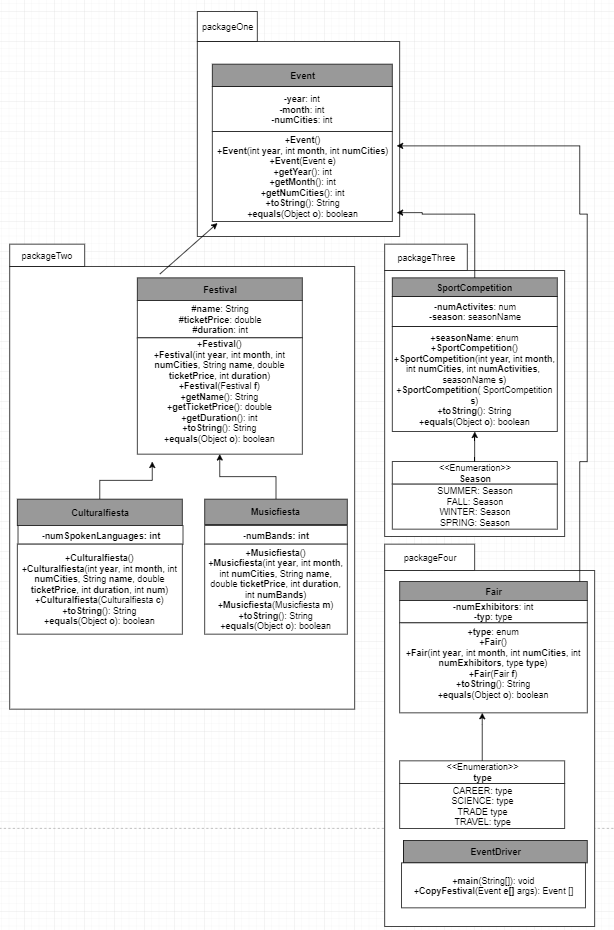 packageOne
Event
-year: int
-month: int
-numCities: int
+Event()
+Event(int year, int month, int numCities)
+Event(Event e)
+getYear(): int
+getMonth(): int
+getNumCities(): int
+toString(): String
+equals(Object o): boolean
packageTwo
Festival
#name: String
#ticketPrice: double
#duration: int
+Festival()
+Festival(int year, int month, int
numCities, String name, double
ticketPrice, int duration)
+Festival(Festival f)
+getName(): String
+getTicketPrice(): double
+getDuration(): int
+toString(): String
+equals(Object o): boolean
Culturalfiesta
-numSpokenLanguages: int
+Culturalfiesta()
+Culturalfiesta(int year, int month, int
numCities, String name, double
ticketPrice, int duration, int num)
+Culturalfiesta(Culturalfiesta c)
+toString(): String
+equals(Object o): boolean
Musicfiesta
-numBands: int
+Musicfiesta()
+Musicfiesta(int year, int month,
int numCities, String name,
double ticketPrice, int duration,
int numBands)
+Musicfiesta(Musicfiesta m)
+toString(): String
+equals(Object o): boolean
packageThree
SportCompetition
-numActivites: num
-season: seasonName
+seasonName: enum
+SportCompetition()
+SportCompetition(int year, int month,
int numCities, int numActivities,
seasonName s)
+SportCompetition( SportCompetition
s)
+toString(): String
+equals(Object o): boolean
<<Enumeration>>
Season
SUMMER: Season
FALL: Season
WINTER: Season
SPRING: Season
packageFour
Fair
-numExhibitors: int
-typ: type
+type: enum
+Fair()
+Fair(int year, int month, int numCities, int
numExhibitors, type type)
+Fair(Fair f)
+toString(): String
+equals(Object o): boolean
<<Enumeration>>
type
CAREER: type
SCIENCE: type
TRADE type
TRAVEL: type
EventDriver
+main(String[]): void
+CopyFestival(Event e[] args): Event []